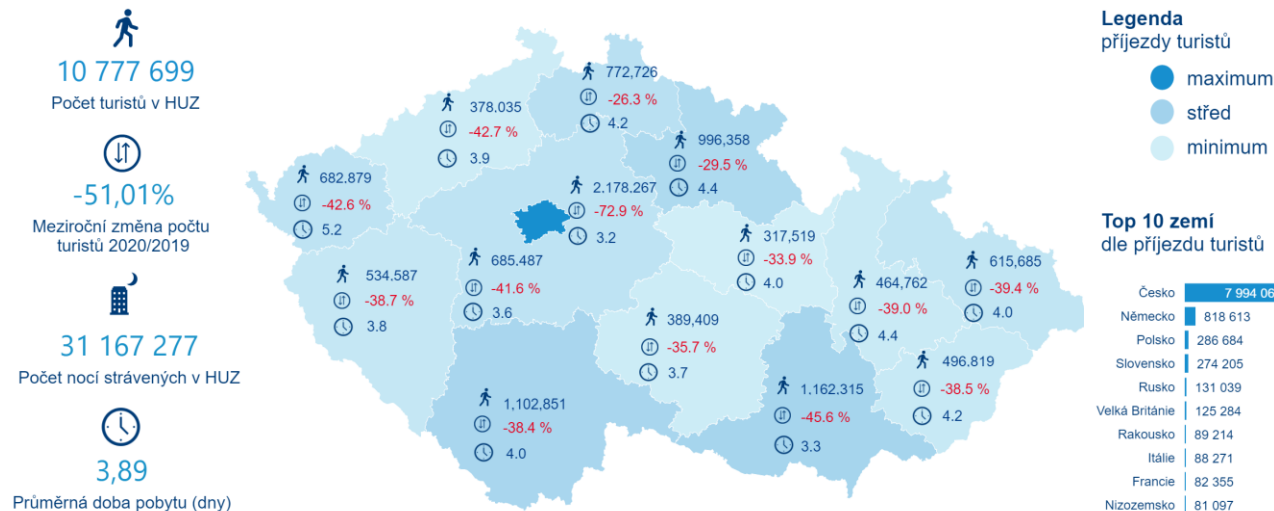 10 777 699
Počet turistů v HUZ
-51,01%
Meziroční změna počtu
turistů 2020/2019
31 167 277
Počet nocí strávených v HUZ
3,89
Průměrná doba pobytu (dny)
772,726
-26.3 %
4.2
378.035
-42.7 %
3.9
996,358
-29.5 %
4.4
682.879
-42.6 %
5.2
2.178.267
-72.9 %
3.2
317,519
-33.9 %
4.0
534.587
-38.7 %
3.8
685.487
-41.6 %
3.6
464,762
-39.0 %
4.4
615,685
-39.4 %
4.0
389,409
-35.7 %
3.7
496.819
-38.5 %
4.2
1,102,851
-38.4 %
4.0
1.162,315
-45.6 %
3.3
Legenda
příjezdy turistů
maximum
střed
minimum
Top 10 zemí
dle příjezdu turistů
Česko 7 994 06
Německo 818 613
Polsko 286 684
Slovensko 274 205
Rusko 131 039
Velká Británie 125 284
Rakousko 89 214
Itálie 88 271
Francie 82 355
Nizozemsko 81 097